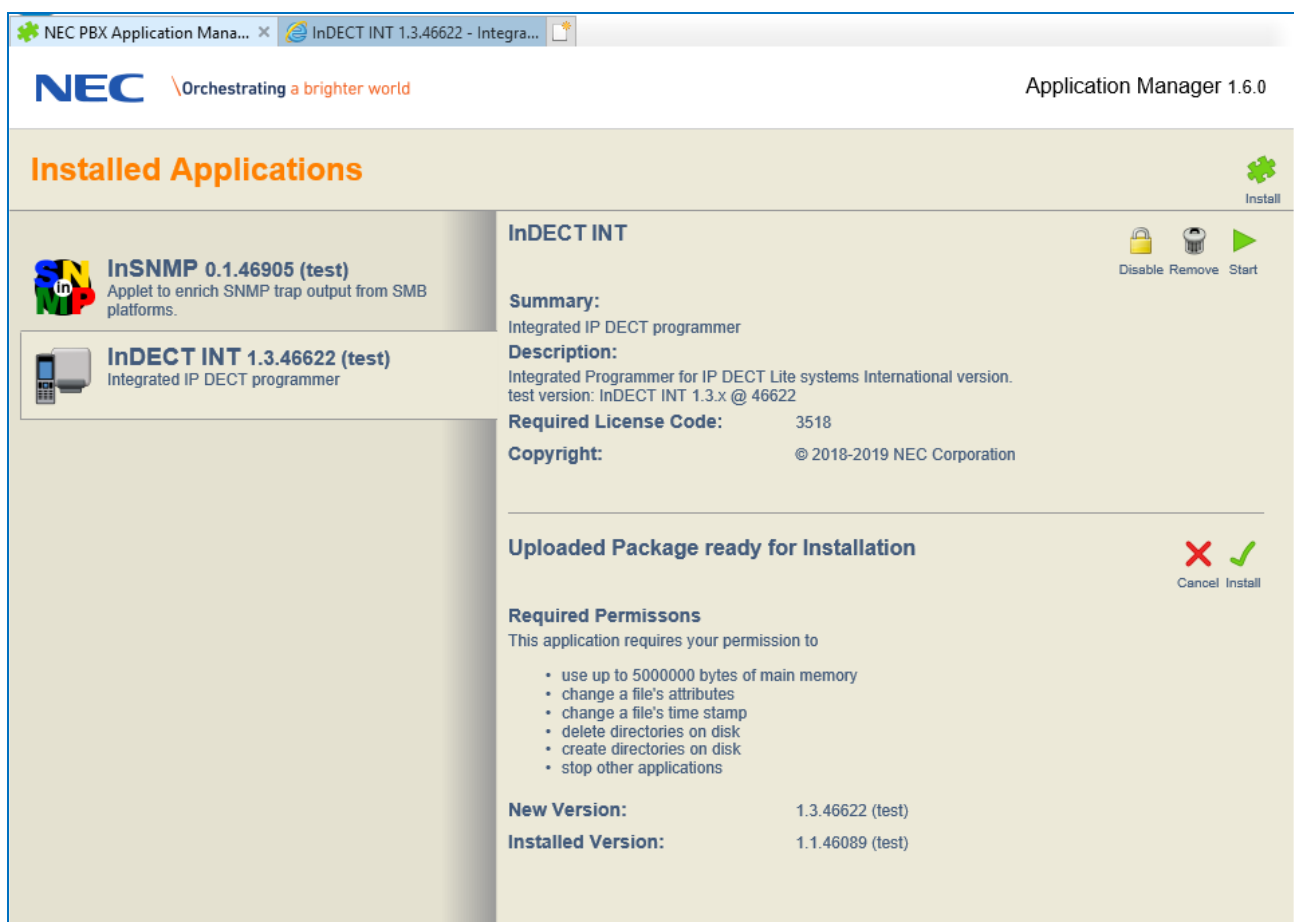 NEC PBX Application Mana...
InDECT INT 1.3.46622 - Integra...
NEC
\Orchestrating a brighter world
Application Manager 1.6.0
Installed Applications
Install
SN
in
MP
InSNMP 0.1.46905 (test)
Applet to enrich SNMP trap output from SMB
platforms.
InDECT INT 1.3.46622 (test)
Integrated IP DECT programmer
InDECT INT
Disable Remove Start
Summary:
Integrated IP DECT programmer
Description:
Integrated Programmer for IP DECT Lite systems International version.
test version: InDECT INT 1.3.x @ 46622
Required License Code: 3518
Copyright: © 2018-2019 NEC Corporation
Uploaded Package ready for Installation
Cancel Install
Required Permissons
This application requires your permission to
• use up to 5000000 bytes of main memory
• change a file's attributes
• change a file's time stamp
• delete directories on disk
• create directories on disk
• stop other applications
New Version: 1.3.46622 (test)
Installed Version: 1.1.46089 (test)